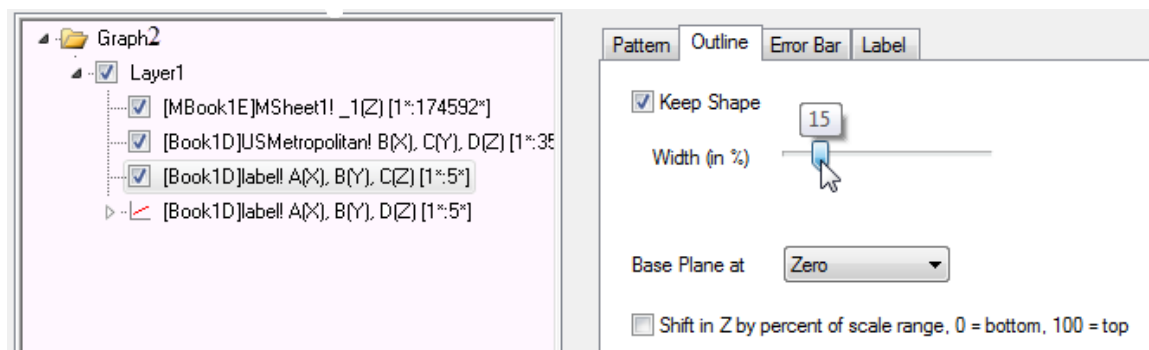 Graph2
Layer1
[MBook1E]MSheet1! _1(Z) [1*:174592*]
[Book1D]USMetropolitan! B(X), C(Y), D(Z) [1*:35
[Book1D]label! A(X), B(Y), C(Z) [1*:5*]
[Book1D]label! A(X), B(Y), D(Z) [1*:5*]
Pattern Outline Error Bar Label
Keep Shape
15
Width (in %)
Base Plane at Zero
Shift in Z by percent of scale range, 0 = bottom, 100 = top